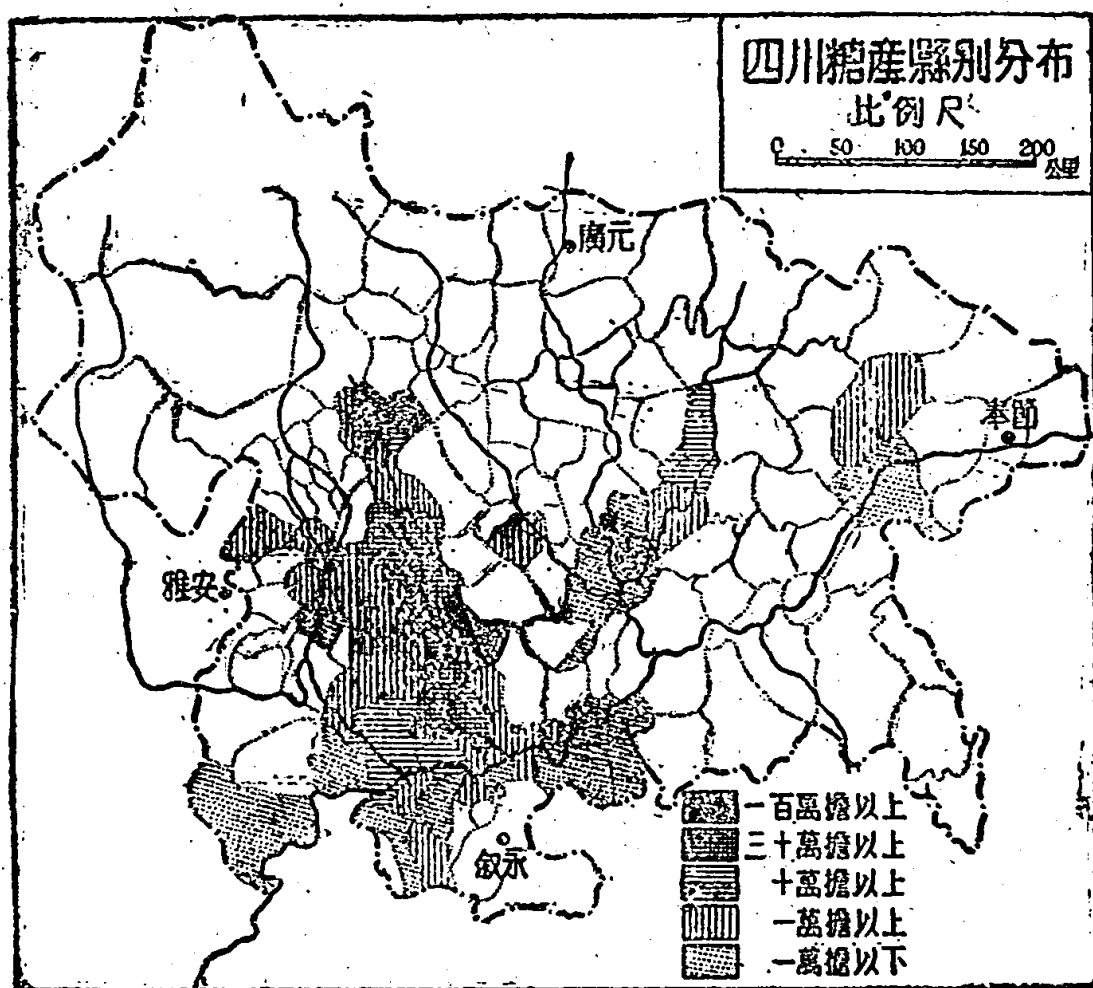 四川糖產縣別分布
比例尺
0 50 100 150 200
公里
廣元
奉節
雅安
叙永
一百萬擔以上
三十萬擔以上
十萬擔以上
一萬擔以上
一萬擔以下